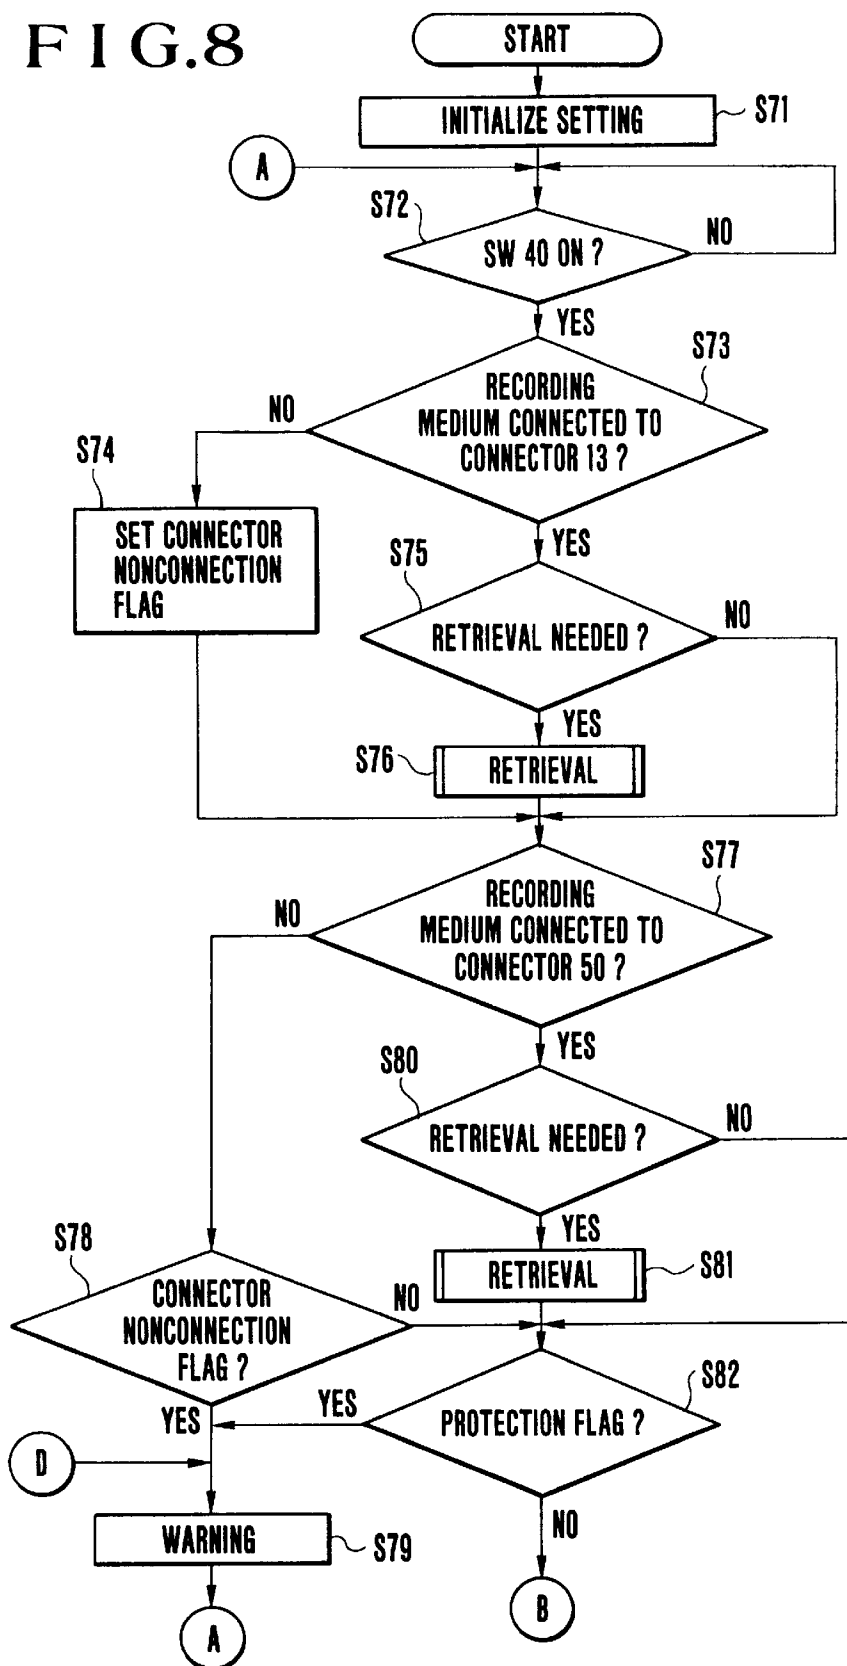 FIG.8
START
INITIALIZE SETTING
S71
A
S72
SW 40 ON ?
NO
YES
S73
RECORDING
MEDIUM CONNECTED TO
CONNECTOR 13 ?
NO
S74
SET CONNECTOR
NONCONNECTION
FLAG
YES
S75
RETRIEVAL NEEDED ?
NO
YES
S76
RETRIEVAL
S77
RECORDING
MEDIUM CONNECTED TO
CONNECTOR 50 ?
NO
YES
S80
RETRIEVAL NEEDED ?
NO
YES
S78
CONNECTOR
NONCONNECTION
FLAG ?
NO
RETRIEVAL
S81
S82
PROTECTION FLAG ?
YES
YES
D
NO
WARNING
S79
B
A